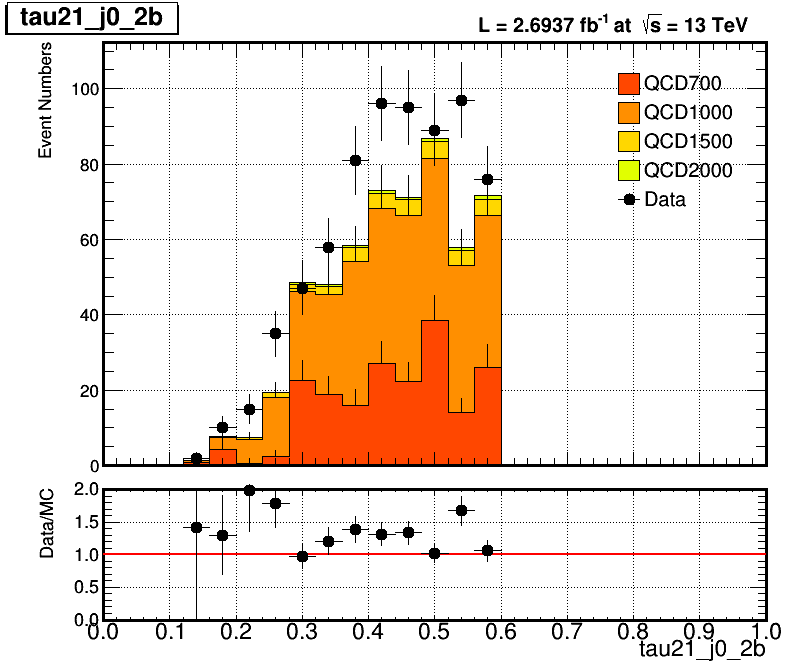 tau21_j0_2b
L = 2.6937 fb-1 at √s = 13 TeV
Event Numbers
100
80
60
40
20
0
QCD700
QCD1000
QCD1500
QCD2000
Data
Data/MC
2.0
1.5
1.0
0.5
0.0
0.0 0.1 0.2 0.3 0.4 0.5 0.6 0.7 0.8 0.9 1.0
tau21_j0_2b